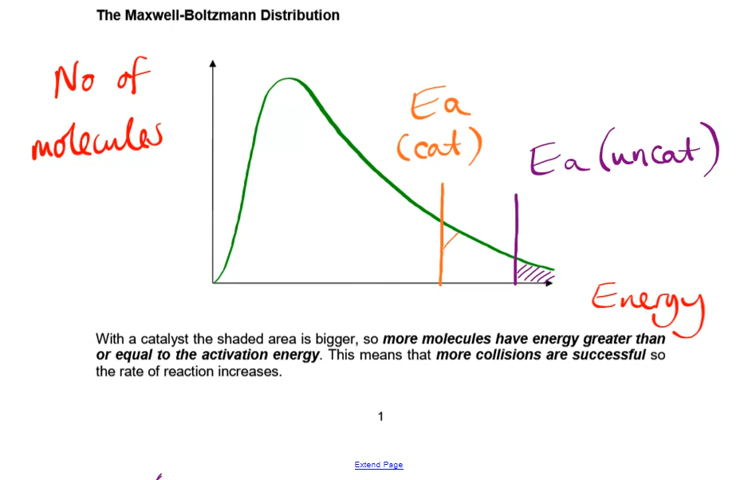 The Maxwell-Boltzmann Distribution
No of
molecules
Ea
(cat)
Ea (uncat)
Energy
With a catalyst the shaded area is bigger, so more molecules have energy greater than
or equal to the activation energy. This means that more collisions are successful so
the rate of reaction increases.
1
Extend Page